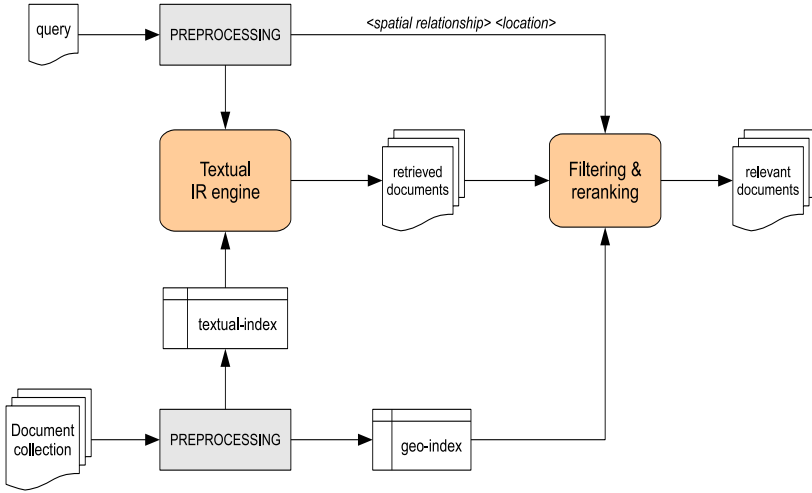 query
PREPROCESSING
<spatial relationship> <location>
Textual
IR engine
retrieved
documents
Filtering &
reranking
relevant
documents
textual-index
Document
collection
PREPROCESSING
geo-index